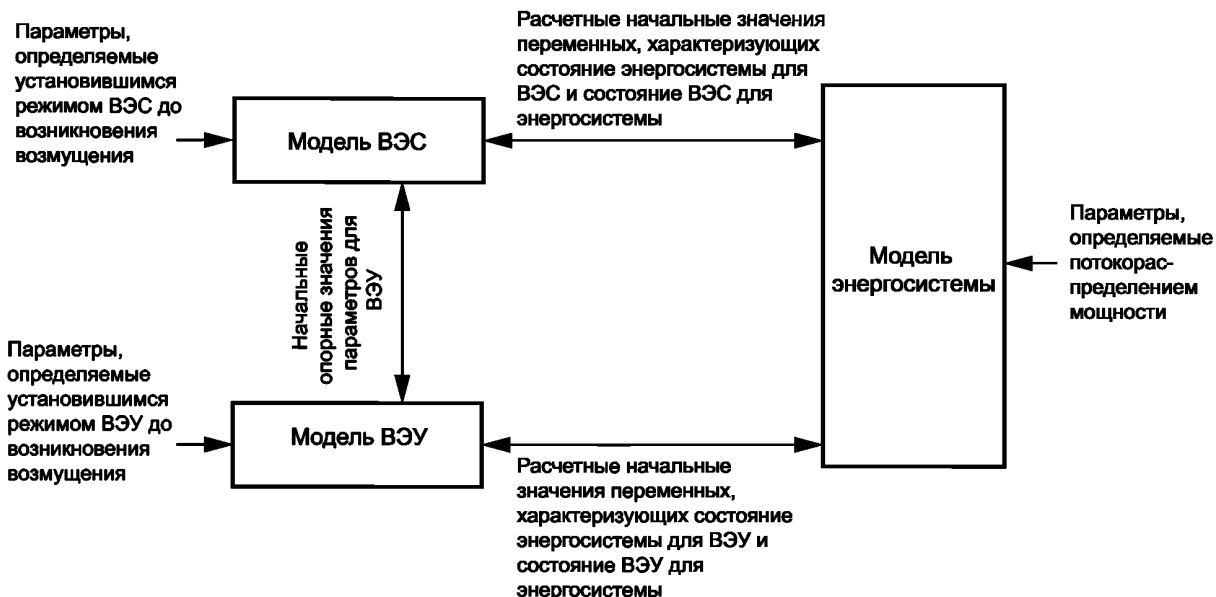 Параметры,
определяемые
установившимся
режимом ВЭС до
возникновения
возмущения
Модель ВЭС
Расчетные начальные значения
переменных, характеризующих
состояние энергосистемы для
ВЭС и состояние ВЭС для
энергосистемы
Начальные
опорные значения
параметров для
ВЭУ
Модель
энергосистемы
Параметры,
определяемые
потокорас-
пределением
мощности
Параметры,
определяемые
установившимся
режимом ВЭУ до
возникновения
возмущения
Модель ВЭУ
Расчетные начальные
значения переменных,
характеризующих состояние
энергосистемы для ВЭУ и
состояние ВЭУ для
энергосистемы